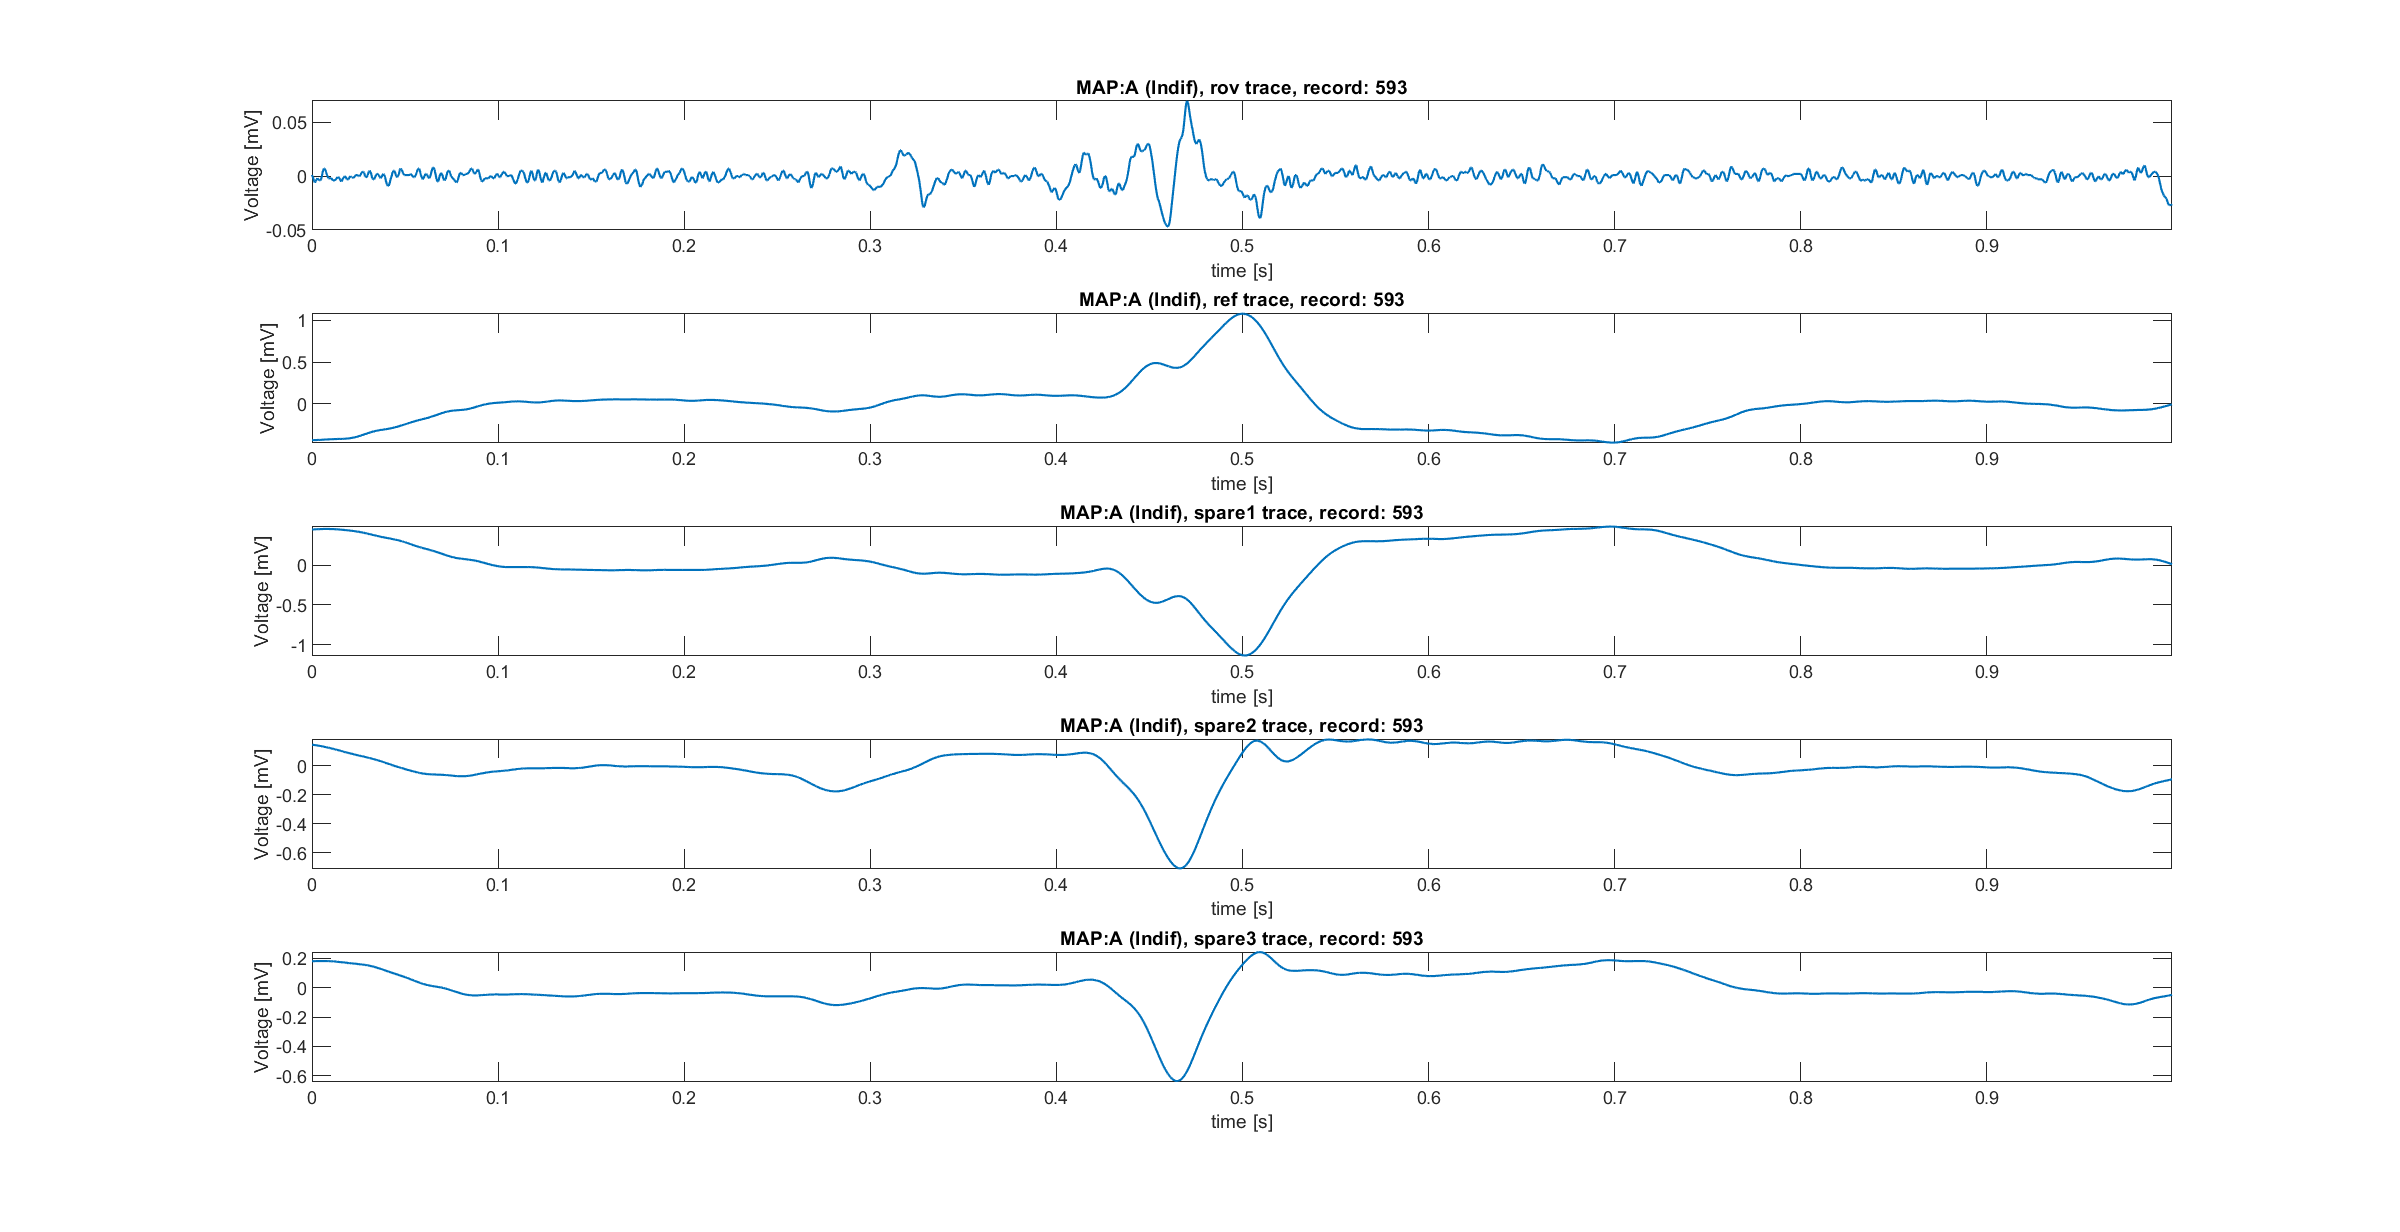 MAP:A (Indif), rov trace, record: 593
Voltage [mV]
0.05
0
-0.05
0 0.1 0.2 0.3 0.4 0.5 0.6 0.7 0.8 0.9
time [s]
MAP:A (Indif), ref trace, record: 593
Voltage [mV]
1
0.5
0
0 0.1 0.2 0.3 0.4 0.5 0.6 0.7 0.8 0.9
time [s]
MAP:A (Indif), spare1 trace, record: 593
Voltage [mV]
0
-0.5
-1
0 0.1 0.2 0.3 0.4 0.5 0.6 0.7 0.8 0.9
time [s]
MAP:A (Indif), spare2 trace, record: 593
Voltage [mV]
0
-0.2
-0.4
-0.6
0 0.1 0.2 0.3 0.4 0.5 0.6 0.7 0.8 0.9
time [s]
MAP:A (Indif), spare3 trace, record: 593
Voltage [mV]
0.2
0
-0.2
-0.4
-0.6
0 0.1 0.2 0.3 0.4 0.5 0.6 0.7 0.8 0.9
time [s]